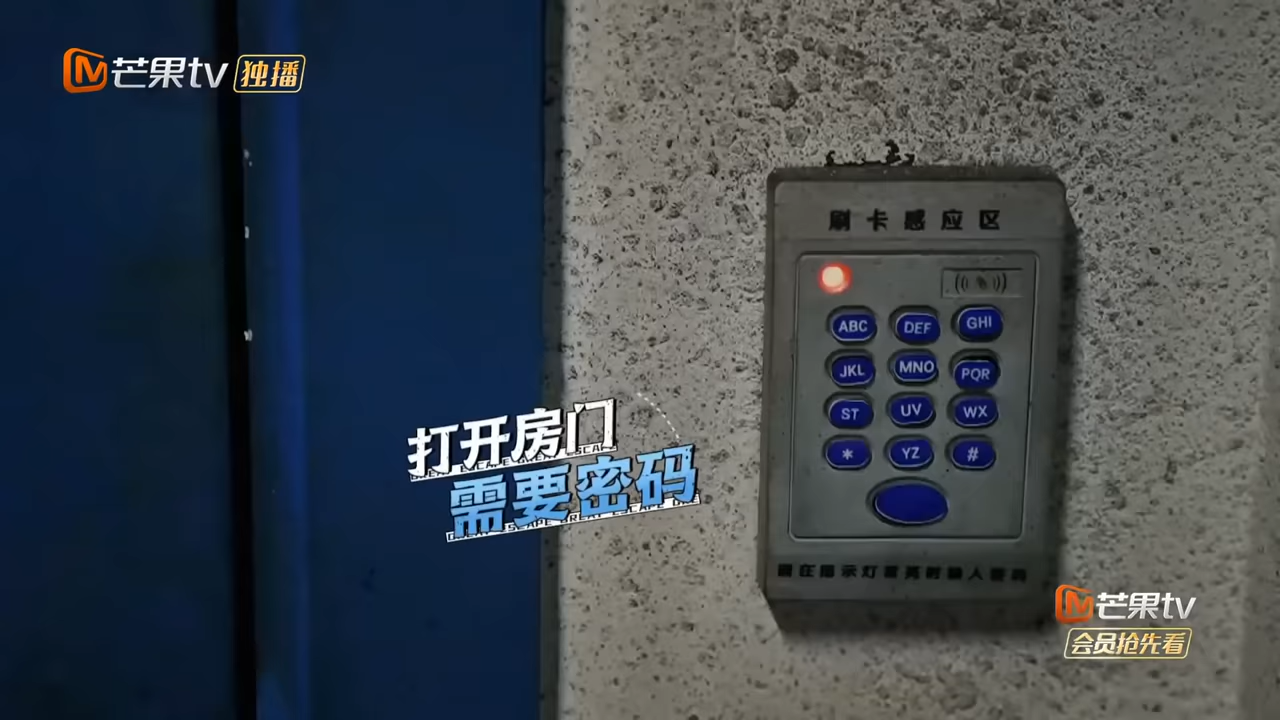 芒果tv 独播
刷卡感应区
ABC DEF GHI
JKL MNO PQR
ST UV WX
* YZ #
打开房门
需要密码
芒果tv
会员抢先看